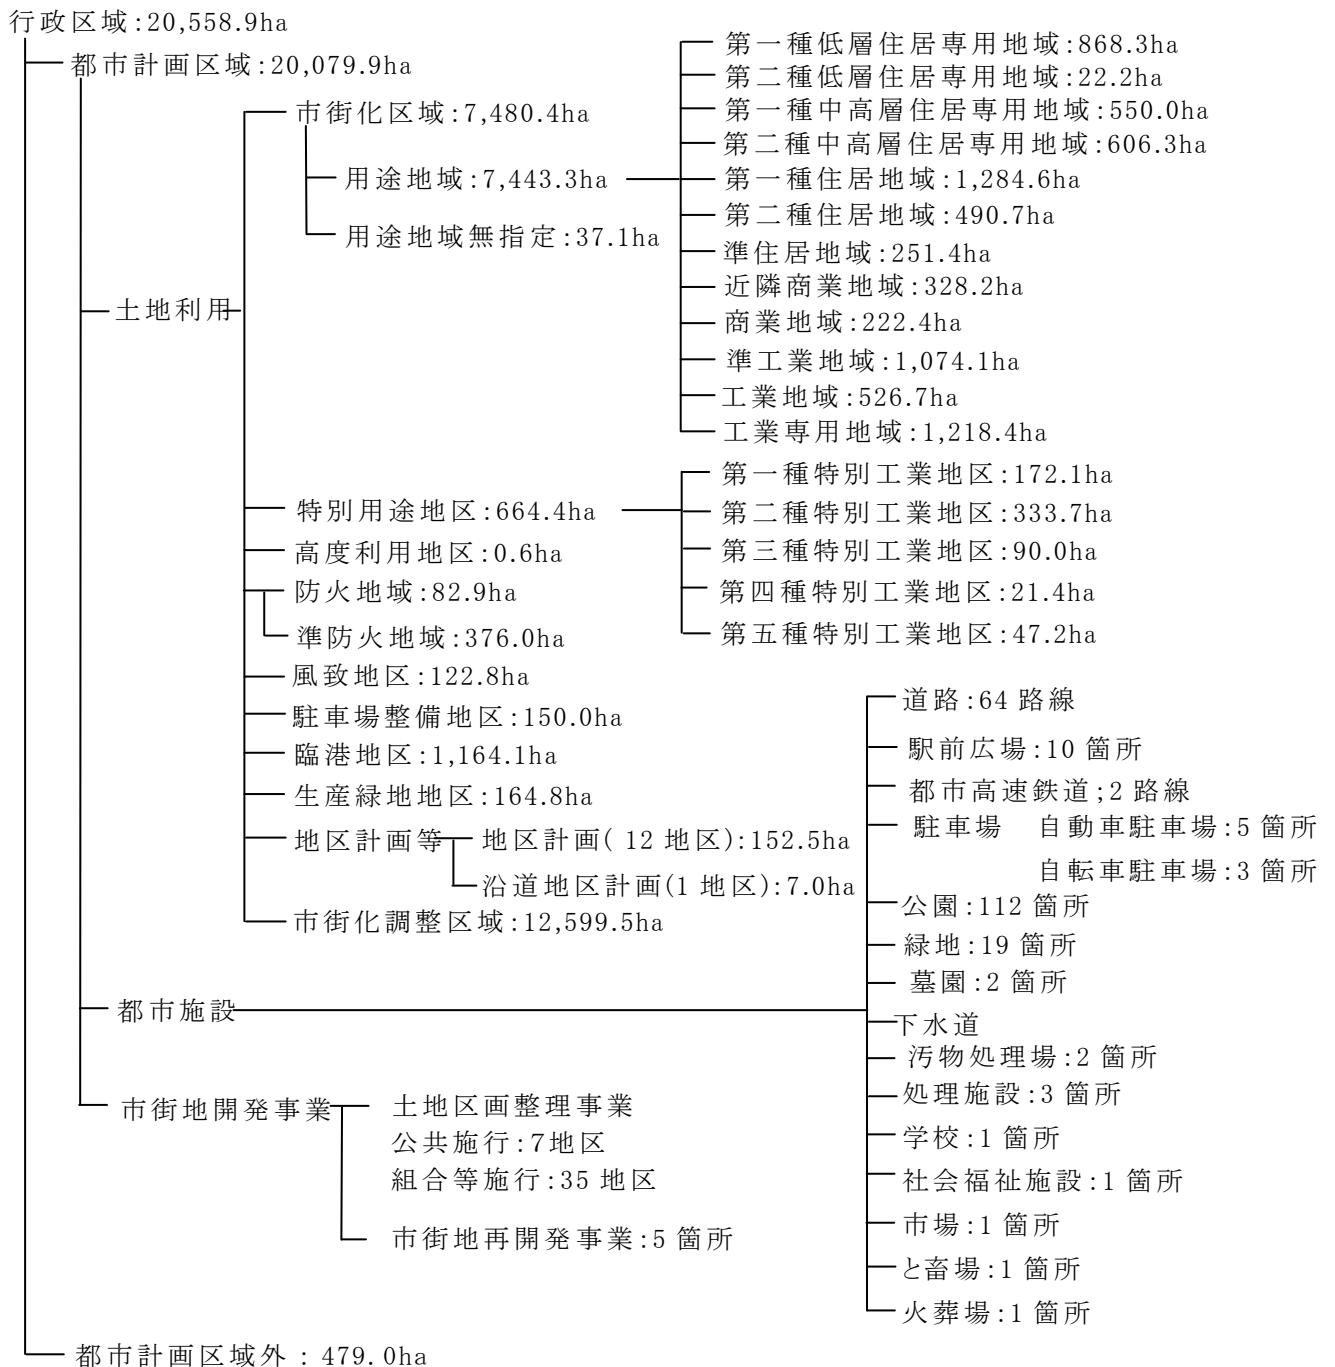 行政区域:20,558.9ha
都市計画区域:20,079.9ha
土地利用
市街化区域:7,480.4ha
用途地域:7,443.3ha
第一種低層住居専用地域:868.3ha
第二種低層住居専用地域:22.2ha
第一種中高層住居専用地域:550.0ha
第二種中高層住居専用地域:606.3ha
第一種住居地域:1,284.6ha
第二種住居地域:490.7ha
準住居地域:251.4ha
近隣商業地域:328.2ha
商業地域:222.4ha
準工業地域:1,074.1ha
工業地域:526.7ha
工業専用地域:1,218.4ha
用途地域無指定:37.1ha
特別用途地区:664.4ha
第一種特別工業地区:172.1ha
第二種特別工業地区:333.7ha
第三種特別工業地区:90.0ha
第四種特別工業地区:21.4ha
第五種特別工業地区:47.2ha
高度利用地区:0.6ha
防火地域:82.9ha
準防火地域:376.0ha
風致地区:122.8ha
駐車場整備地区:150.0ha
臨港地区:1,164.1ha
生産緑地地区:164.8ha
地区計画等
地区計画( 12 地区):152.5ha
沿道地区計画(1 地区):7.0ha
市街化調整区域:12,599.5ha
都市施設
道路:64 路線
駅前広場:10 箇所
都市高速鉄道;2 路線
駐車場 自動車駐車場:5 箇所
自転車駐車場:3 箇所
公園:112 箇所
緑地:19 箇所
墓園:2 箇所
下水道
汚物処理場:2 箇所
処理施設:3 箇所
学校:1 箇所
社会福祉施設:1 箇所
市場:1 箇所
と畜場:1 箇所
火葬場:1 箇所
市街地開発事業
土地区画整理事業
公共施行:7地区
組合等施行:35 地区
市街地再開発事業:5 箇所
都市計画区域外 : 479.0ha